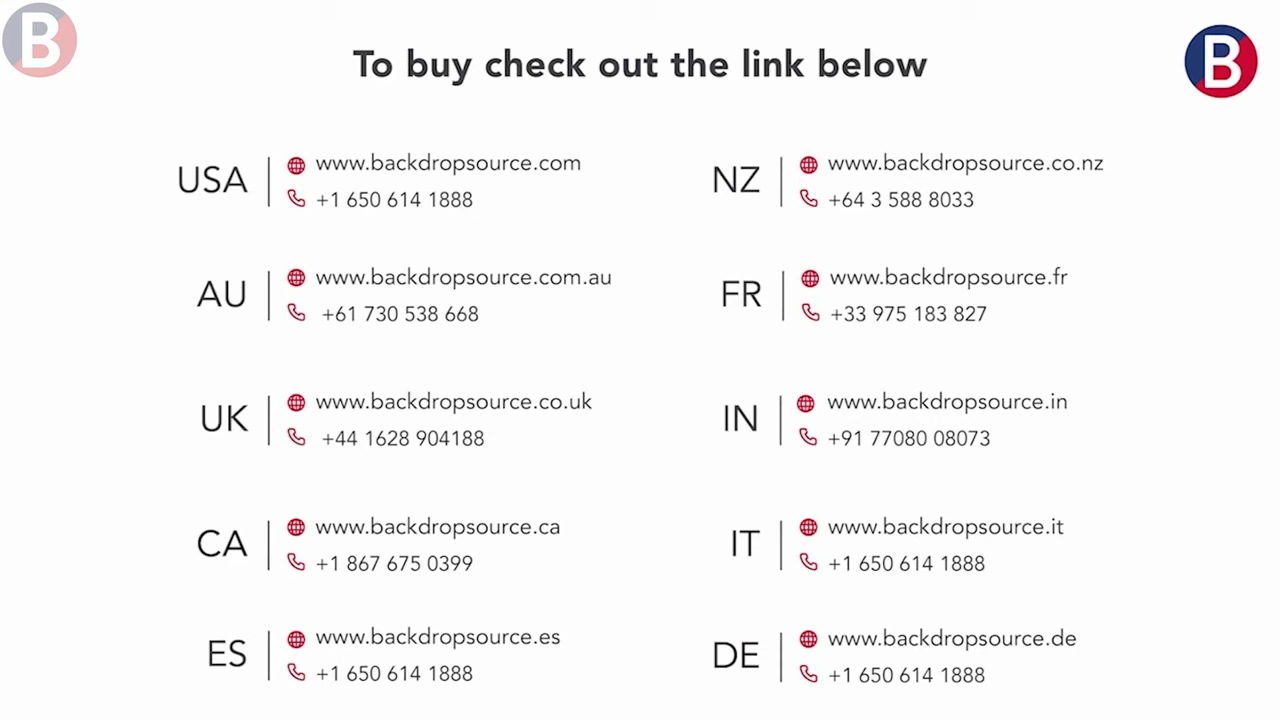 B
To buy check out the link below
B
USA
www.backdropsource.com
+1 650 614 1888
AU
www.backdropsource.com.au
+61 730 538 668
UK
www.backdropsource.co.uk
+44 1628 904188
CA
www.backdropsource.ca
+1 867 675 0399
ES
www.backdropsource.es
+1 650 614 1888
NZ
www.backdropsource.co.nz
+64 3 588 8033
FR
www.backdropsource.fr
+33 975 183 827
IN
www.backdropsource.in
+91 77080 08073
IT
www.backdropsource.it
+1 650 614 1888
DE
www.backdropsource.de
+1 650 614 1888